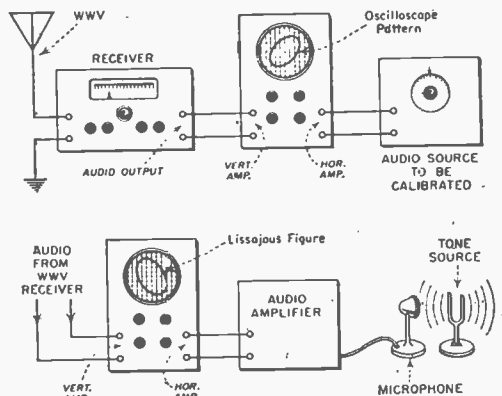 WWV
RECEIVER
AUDIO OUTPUT
Oscilloscope
Pattern
VERT.
AMP.
HOR.
AMP.
AUDIO SOURCE
TO BE
CALIBRATED
AUDIO
FROM
WWV
RECEIVER
Lissajous Figure
VERT.
HOR.
AUDIO
AMPLIFIER
TONE
SOURCE
MICROPHONE